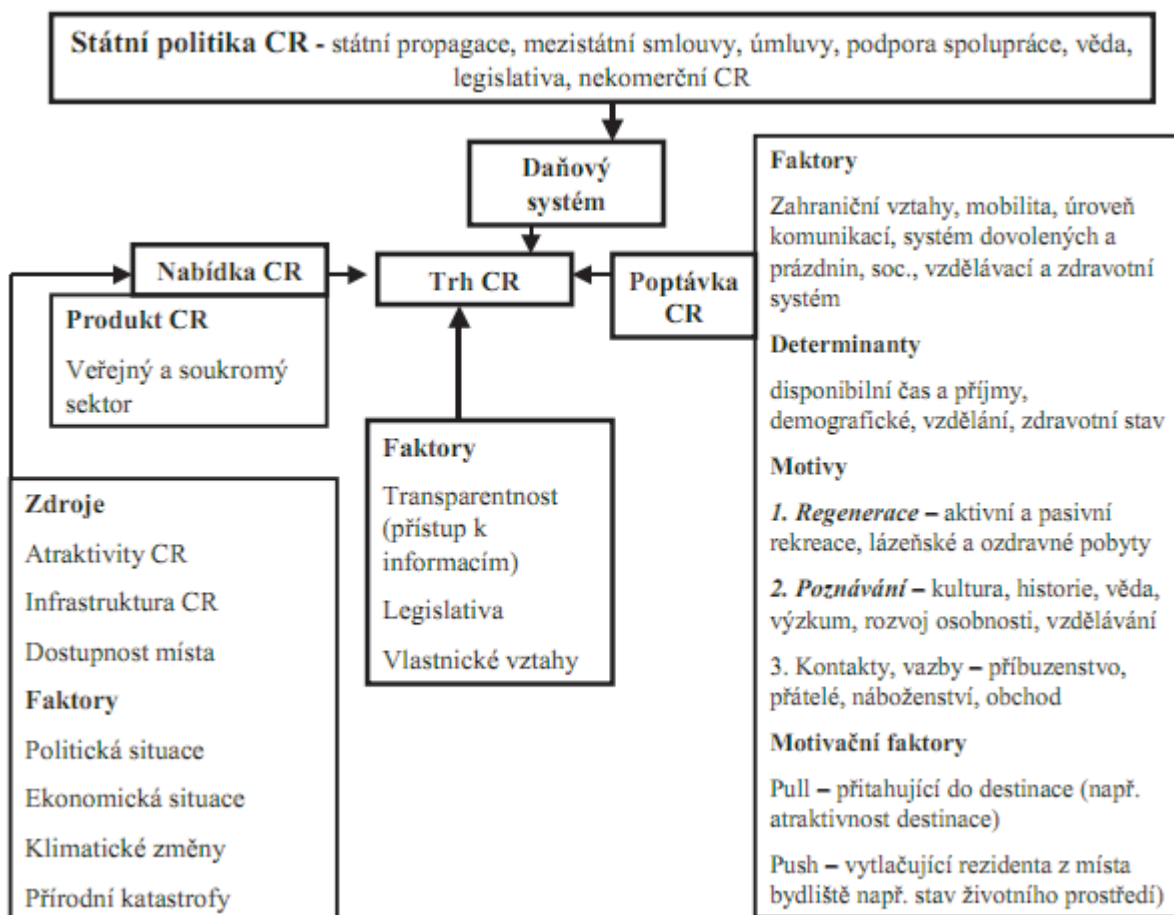 Státní politika CR - státní propagace, mezistátní smlouvy, úmluvy, podpora spolupráce, věda,
legislativa, nekomerční CR
Daňový
systém
Nabídka CR
Trh CR
Poptávka
CR
Produkt CR
Veřejný a soukromý
sektor
Zdroje
Atraktivity CR
Infrastruktura CR
Dostupnost místa
Faktory
Politická situace
Ekonomická situace
Klimatické změny
Přírodní katastrofy
Faktory
Transparentnost
(přístup k
informacím)
Legislativa
Vlastnické vztahy
Faktory
Zahraniční vztahy, mobilita, úroveň
komunikací, systém dovolených a
prázdnin, soc., vzdělávací a zdravotní
systém
Determinanty
disponibilní čas a příjmy,
demografické, vzdělání, zdravotní stav
Motivy
1. Regenerace – aktivní a pasivní
rekreace, lázeňské a ozdravné pobyty
2. Poznávání – kultura, historie, věda,
výzkum, rozvoj osobnosti, vzdělávání
3. Kontakty, vazby – příbuzenstvo,
přátelé, náboženství, obchod
Motivační faktory
Pull – přitahující do destinace (např.
atraktivnost destinace)
Push – vytlačující rezidenta z místa
bydliště např. stav životního prostředí)